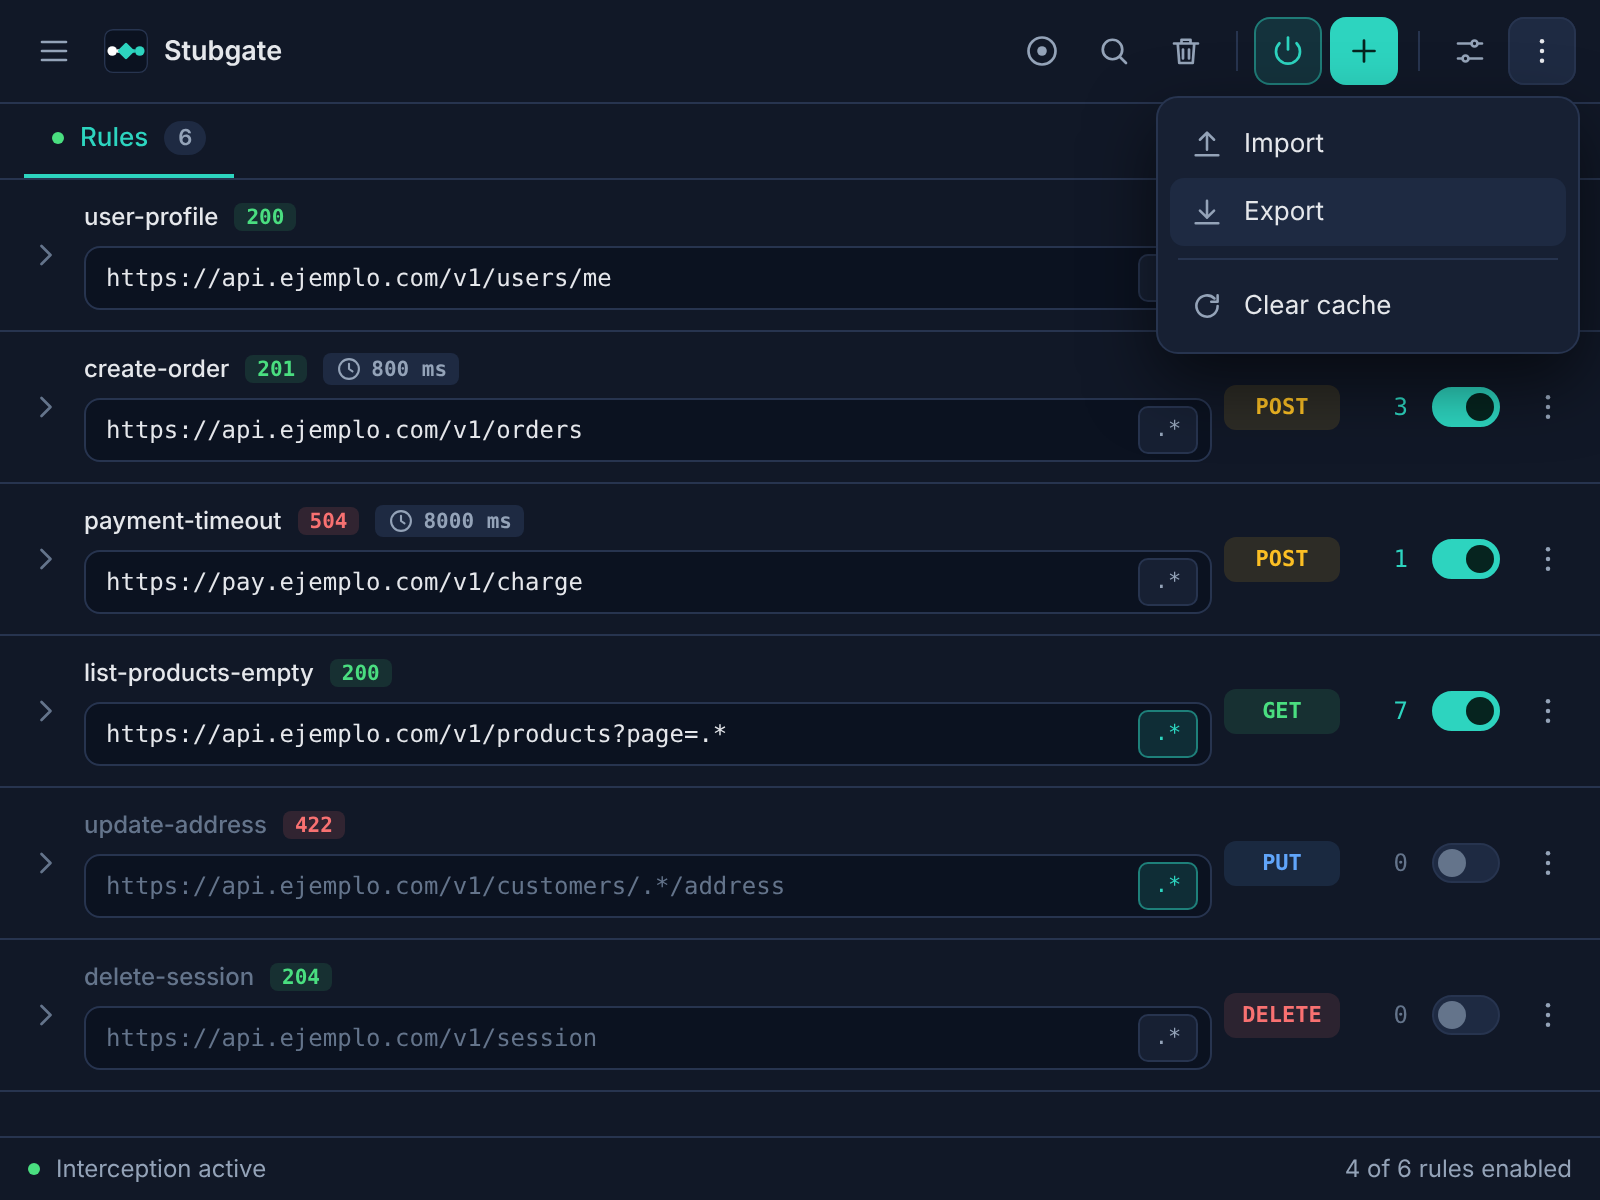 Stubgate
Rules 6
Import
Export
Clear cache
user-profile 200
https://api.ejemplo.com/v1/users/me
create-order 201 800 ms
https://api.ejemplo.com/v1/orders .* POST 3
payment-timeout 504 8000 ms
https://pay.ejemplo.com/v1/charge .* POST 1
list-products-empty 200
https://api.ejemplo.com/v1/products?page=.* .* GET 7
update-address 422
https://api.ejemplo.com/v1/customers/.*/address .* PUT 0
delete-session 204
https://api.ejemplo.com/v1/session .* DELETE 0
Interception active
4 of 6 rules enabled